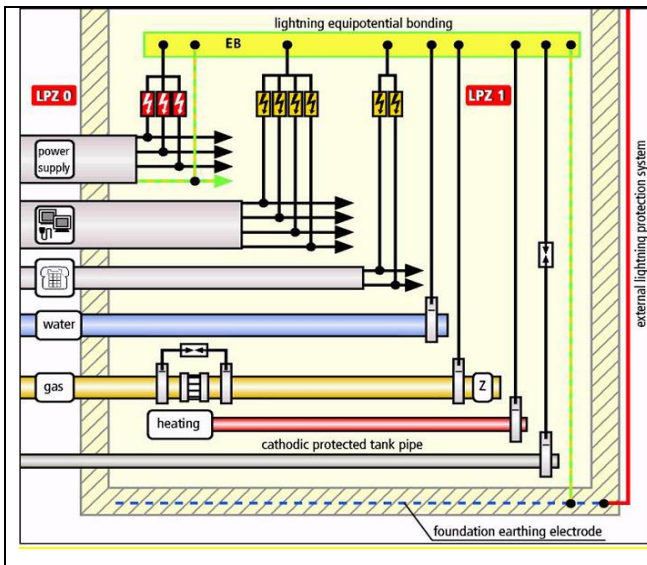 lightning equipotential bonding
EB
LPZ 0
LPZ 1
power
supply
water
gas
Z
heating
cathodic protected tank pipe
foundation earthing electrode
external lightning protection system